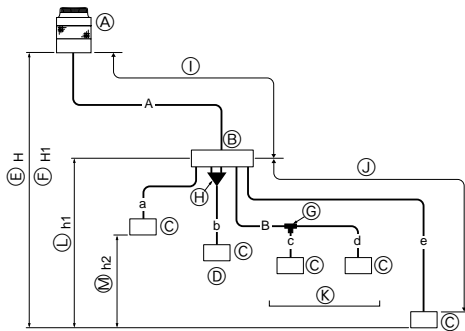 Ⓐ
Ⓘ
A
Ⓑ
Ⓔ H
Ⓕ H1
Ⓙ
a
Ⓗ
Ⓖ
Ⓛ h1
Ⓒ
b
B
c
d
e
Ⓒ
Ⓜ h2
Ⓓ
Ⓒ
Ⓒ
Ⓚ
Ⓒ